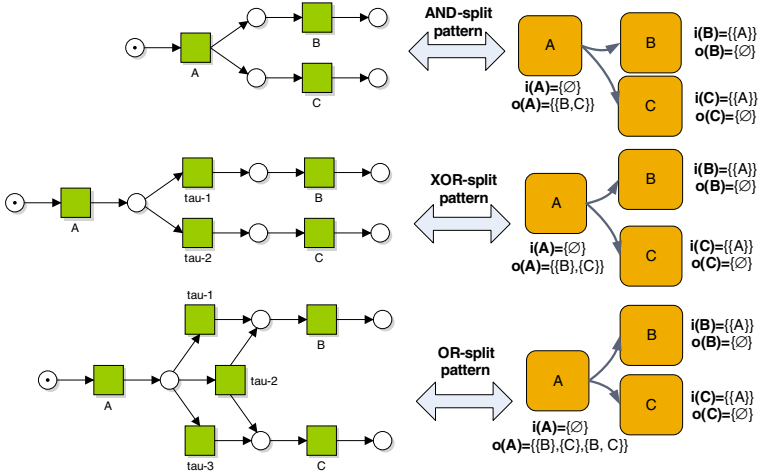 AND-split
pattern
A
B
C
A
B
C
i(A)={∅}
o(A)={{B,C}}
i(B)={{A}}
o(B)={∅}
i(C)={{A}}
o(C)={∅}
XOR-split
pattern
A
tau-1
B
tau-2
C
A
B
C
i(A)={∅}
o(A)={{B},{C}}
i(B)={{A}}
o(B)={∅}
i(C)={{A}}
o(C)={∅}
OR-split
pattern
tau-1
B
A
tau-2
tau-3
C
A
B
C
i(A)={∅}
o(A)={{B},{C},{B, C}}
i(B)={{A}}
o(B)={∅}
i(C)={{A}}
o(C)={∅}